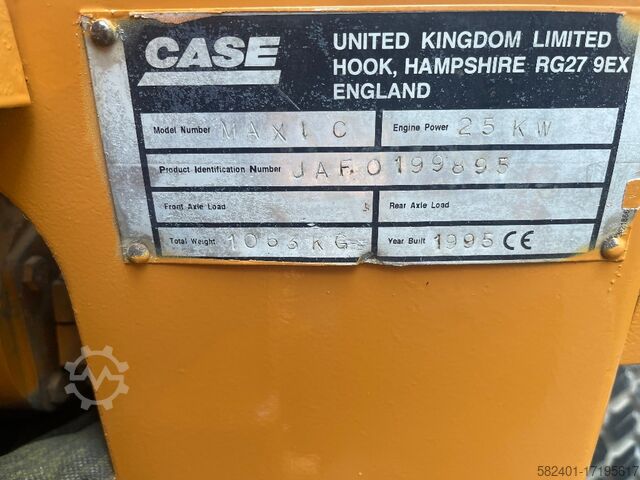 CASE
UNITED KINGDOM LIMITED
HOOK, HAMPSHIRE RG27 9EX
ENGLAND
Model Number MAXI C Engine Power 25 KW
Product Identification Number JAF0199895
Front Axle Load Rear Axle Load
Total Weight 1063KG Year Built 1995 CE
582401-17195617